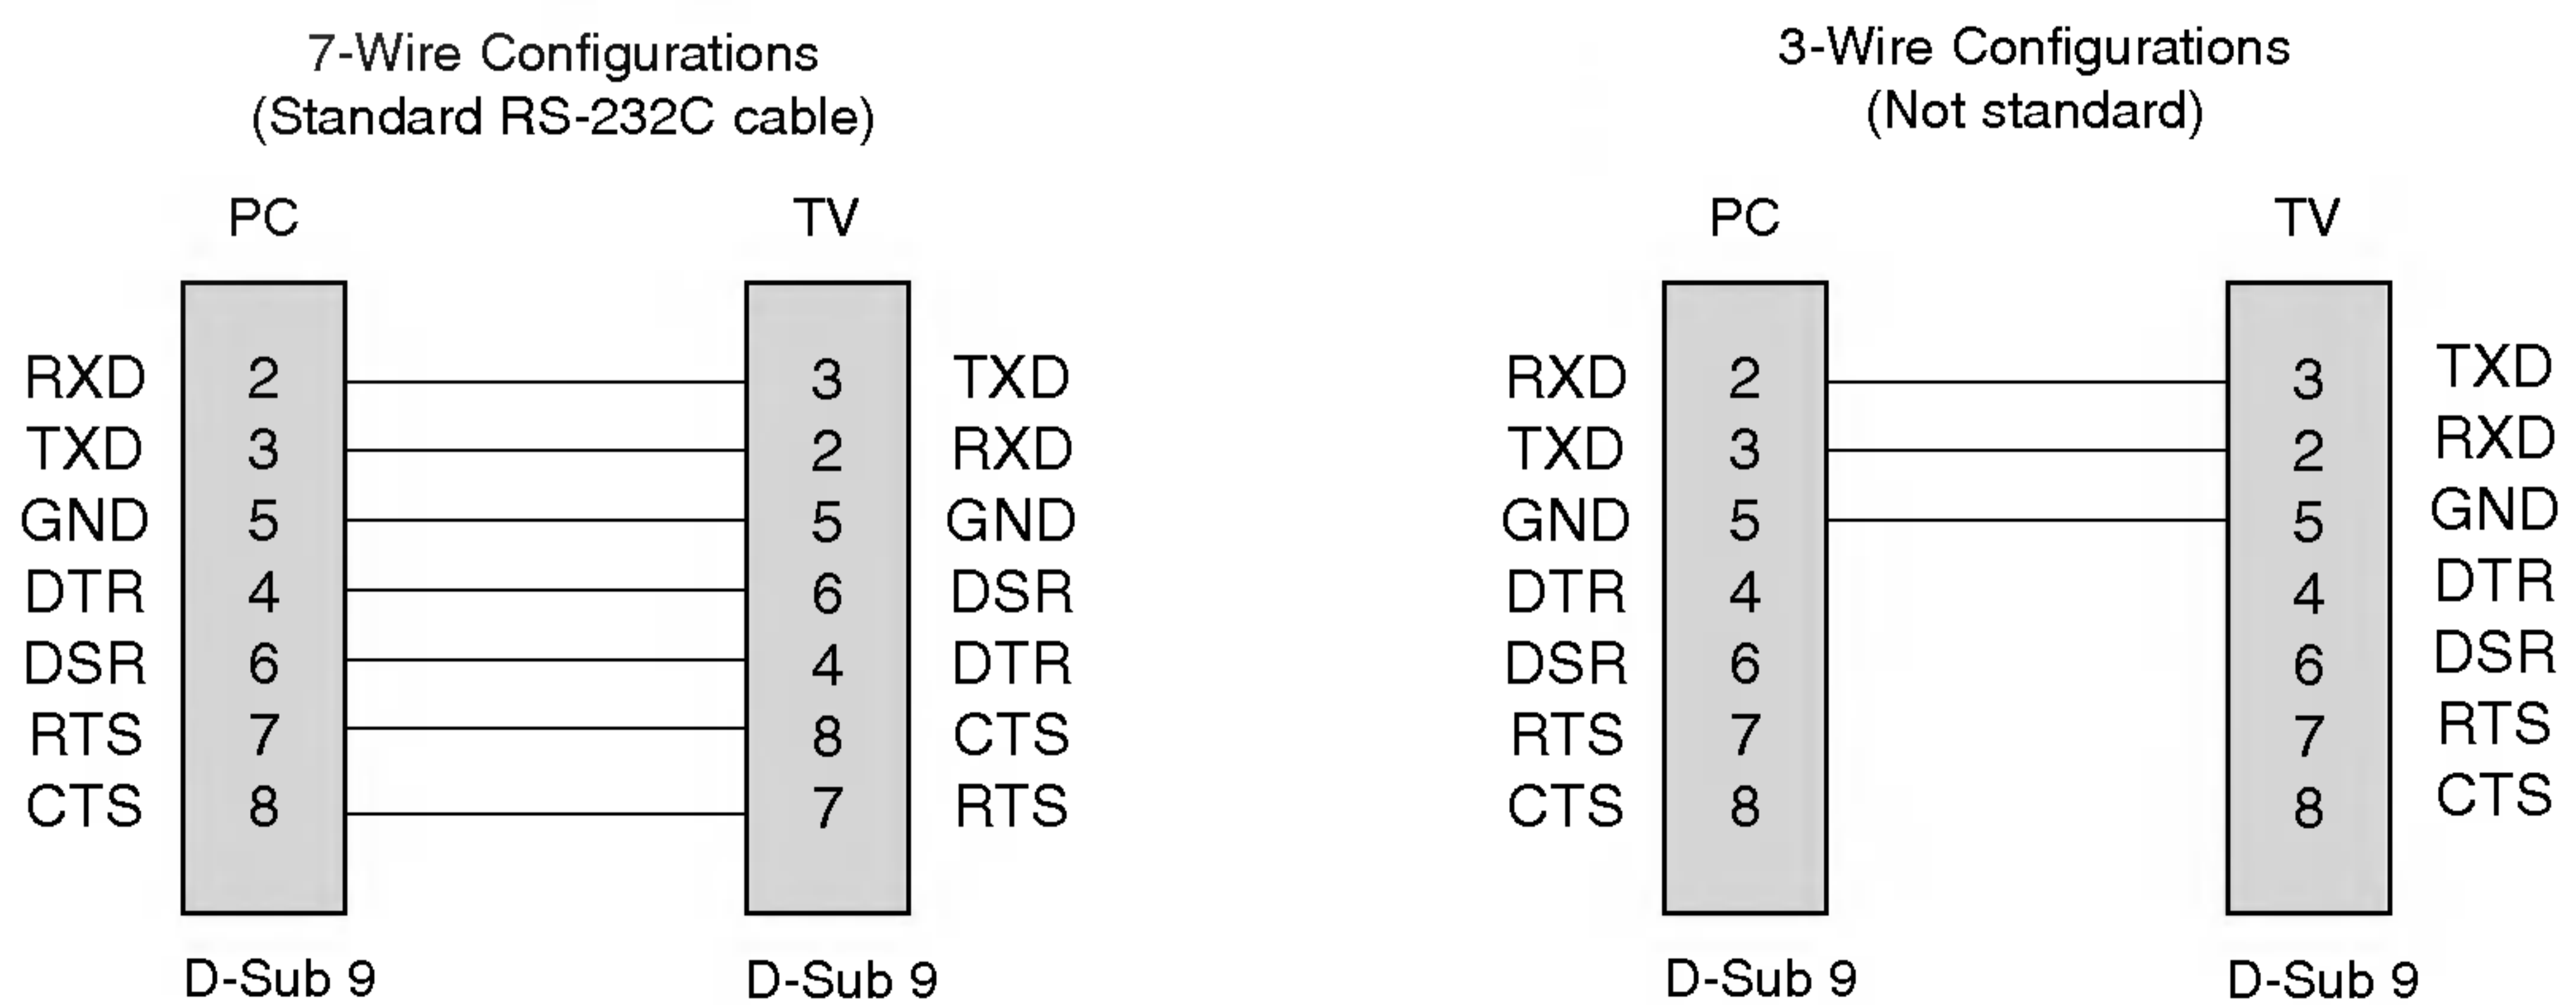 7-Wire Configurations
(Standard RS-232C cable)
PC TV
RXD 2 3 TXD
TXD 3 2 RXD
GND 5 5 GND
DTR 4 6 DSR
DSR 6 4 DTR
RTS 7 8 CTS
CTS 8 7 RTS
D-Sub 9 D-Sub 9
3-Wire Configurations
(Not standard)
PC TV
RXD 2 3 TXD
TXD 3 2 RXD
GND 5 5 GND
DTR 4 4 DTR
DSR 6 6 DSR
RTS 7 7 RTS
CTS 8 8 CTS
D-Sub 9 D-Sub 9